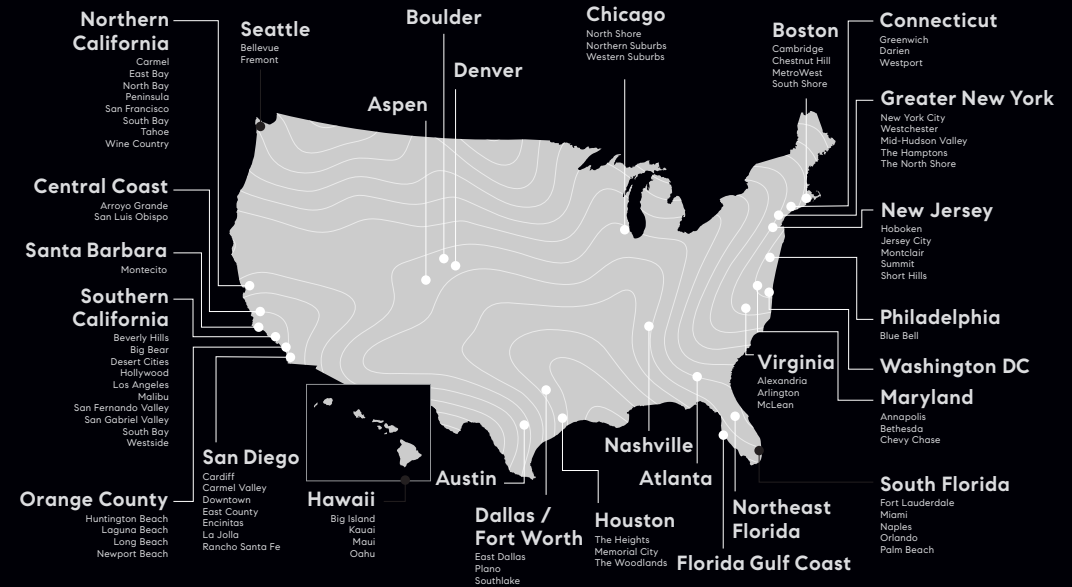 Northern
California
Carmel
East Bay
North Bay
Peninsula
San Francisco
South Bay
Tahoe
Wine Country
Central Coast
Arroyo Grande
San Luis Obispo
Santa Barbara
Montecito
Southern
California
Beverly Hills
Big Bear
Desert Cities
Hollywood
Los Angeles
Malibu
San Fernando Valley
San Gabriel Valley
South Bay
Westside
Orange County
Huntington Beach
Laguna Beach
Long Beach
Newport Beach
San Diego
Cardiff
Carmel Valley
Downtown
East County
Encinitas
La Jolla
Rancho Santa Fe
Seattle
Bellevue
Fremont
Aspen
Boulder
Denver
Chicago
North Shore
Northern Suburbs
Western Suburbs
Boston
Cambridge
Chestnut Hill
MetroWest
South Shore
Connecticut
Greenwich
Darien
Westport
Greater New York
New York City
Westchester
Mid-Hudson Valley
The Hamptons
The North Shore
New Jersey
Hoboken
Jersey City
Montclair
Summit
Short Hills
Philadelphia
Blue Bell
Washington DC
Virginia
Alexandria
Arlington
McLean
Maryland
Annapolis
Bethesda
Chevy Chase
South Florida
Fort Lauderdale
Miami
Naples
Orlando
Palm Beach
Hawaii
Big Island
Kauai
Maui
Oahu
Austin
Dallas /
Fort Worth
East Dallas
Plano
Southlake
Houston
The Heights
Memorial City
The Woodlands
Nashville
Atlanta
Northeast
Florida
Florida Gulf Coast